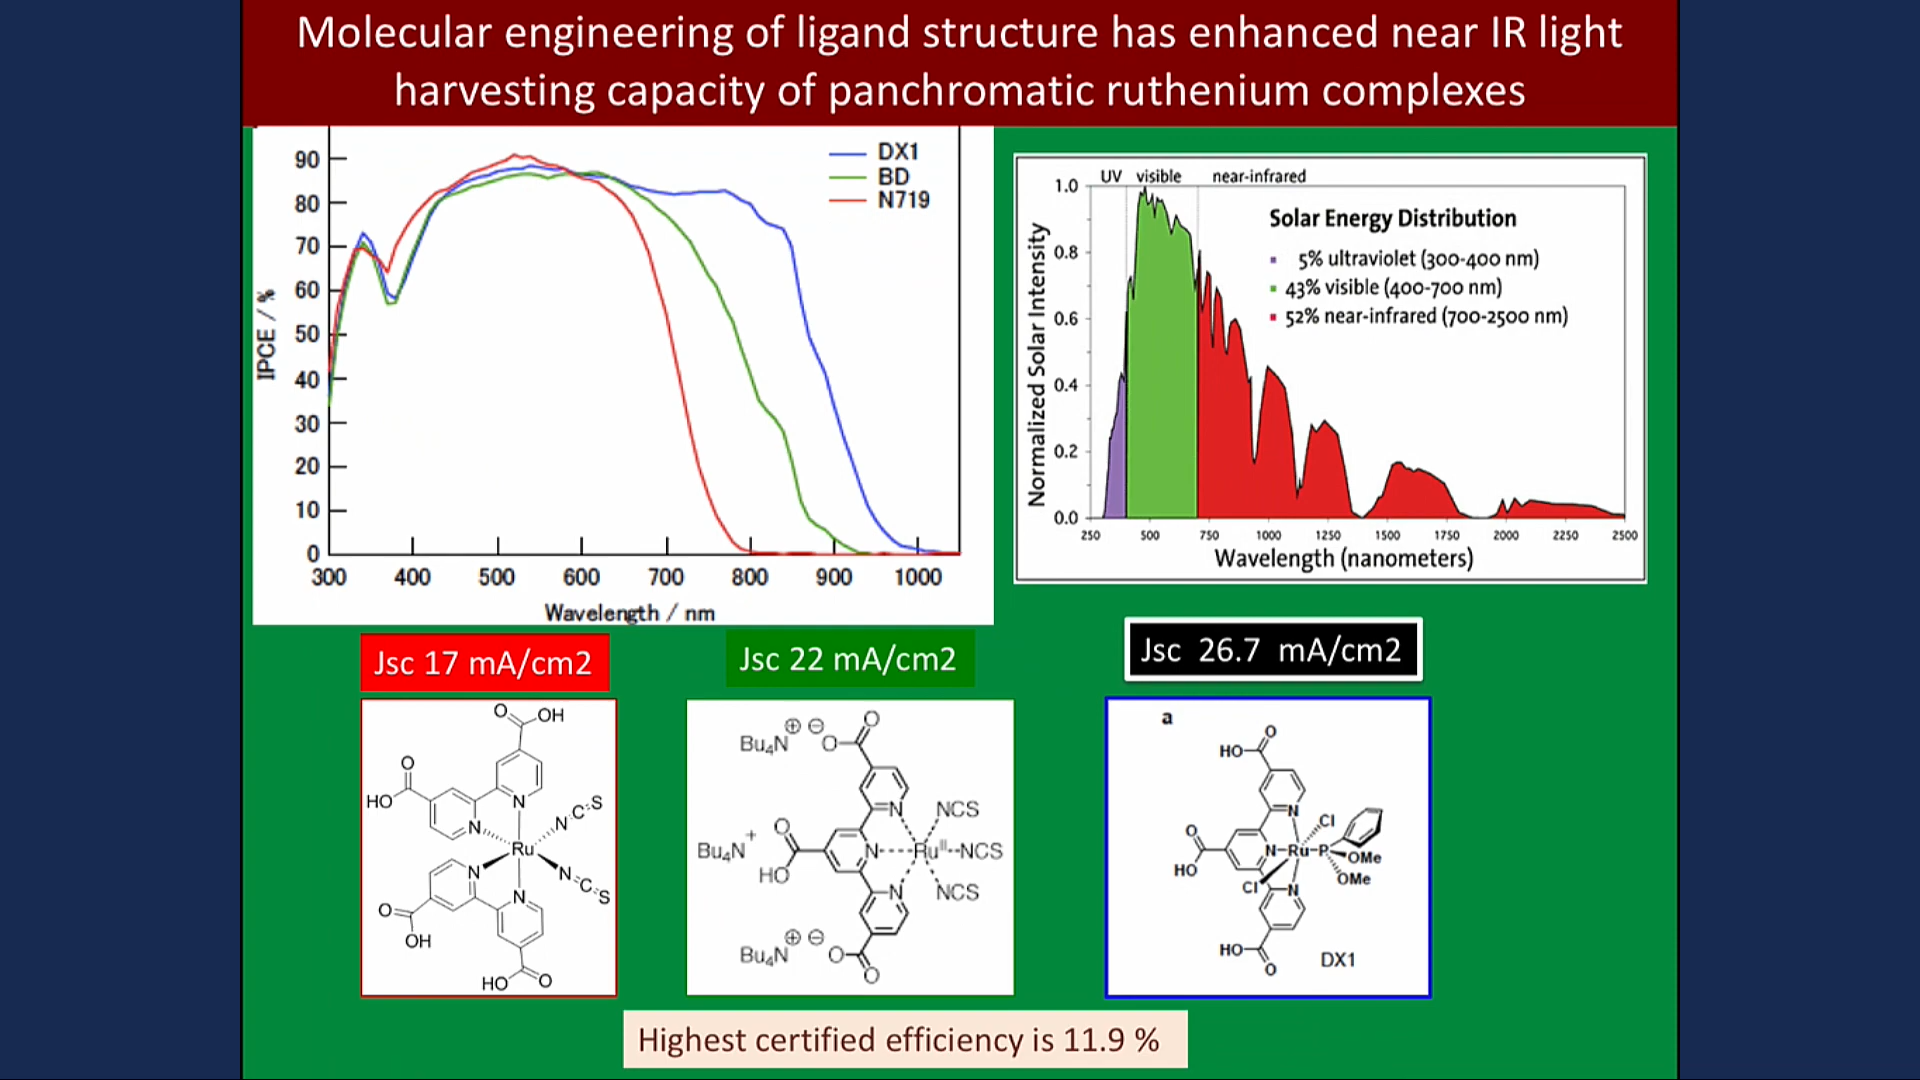 Molecular engineering of ligand structure has enhanced near IR light
harvesting capacity of panchromatic ruthenium complexes
DX1
BD
N719
90
80
70
60
50
40
30
20
10
0
IPCE / %
300 400 500 600 700 800 900 1000
Wavelength / nm
UV visible near-infrared
Solar Energy Distribution
5% ultraviolet (300-400 nm)
43% visible (400-700 nm)
52% near-infrared (700-2500 nm)
1.0
0.8
0.6
0.4
0.2
0.0
Normalized Solar Intensity
250 500 750 1000 1250 1500 1750 2000 2250 2500
Wavelength (nanometers)
Jsc 17 mA/cm2
Jsc 22 mA/cm2
Jsc 26.7 mA/cm2
O
OH
O
HO
N
N
N C S
Ru
N
N C S
N
O
OH
HO O
Bu4N⊕ ⊖O O
N
NCS
O
Bu4N+
N RuII NCS
HO
N
NCS
Bu4N⊕ ⊖O
O
a
O
HO
N
Cl
O
N Ru P OMe
HO
OMe
Cl
N
HO
O
DX1
Highest certified efficiency is 11.9 %